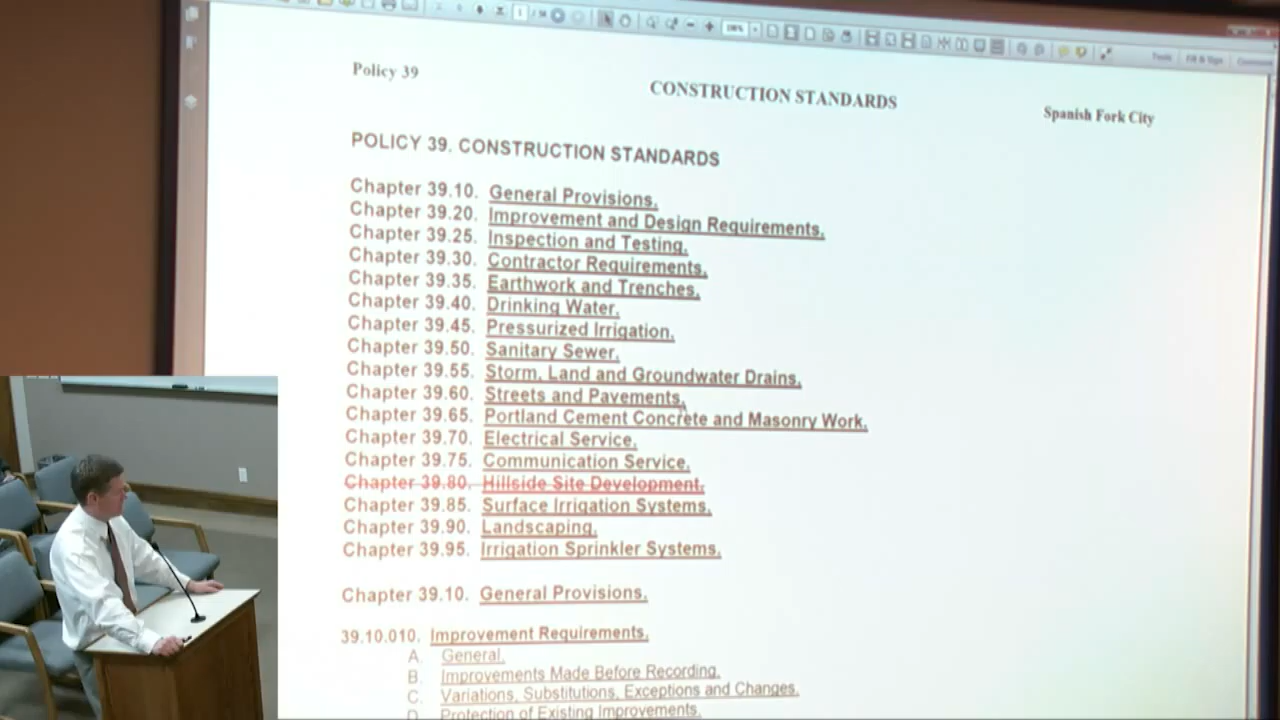 1 / 58
100%
Tools Fill & Sign Comment
Policy 39
CONSTRUCTION STANDARDS
Spanish Fork City
POLICY 39. CONSTRUCTION STANDARDS
Chapter 39.10. General Provisions.
Chapter 39.20. Improvement and Design Requirements.
Chapter 39.25. Inspection and Testing.
Chapter 39.30. Contractor Requirements.
Chapter 39.35. Earthwork and Trenches.
Chapter 39.40. Drinking Water.
Chapter 39.45. Pressurized Irrigation.
Chapter 39.50. Sanitary Sewer.
Chapter 39.55. Storm, Land and Groundwater Drains.
Chapter 39.60. Streets and Pavements.
Chapter 39.65. Portland Cement Concrete and Masonry Work.
Chapter 39.70. Electrical Service.
Chapter 39.75. Communication Service.
Chapter 39.80. Hillside Site Development.
Chapter 39.85. Surface Irrigation Systems.
Chapter 39.90. Landscaping.
Chapter 39.95. Irrigation Sprinkler Systems.
Chapter 39.10. General Provisions.
39.10.010. Improvement Requirements.
A. General.
B. Improvements Made Before Recording.
C. Variations, Substitutions, Exceptions and Changes.
D. Protection of Existing Improvements.